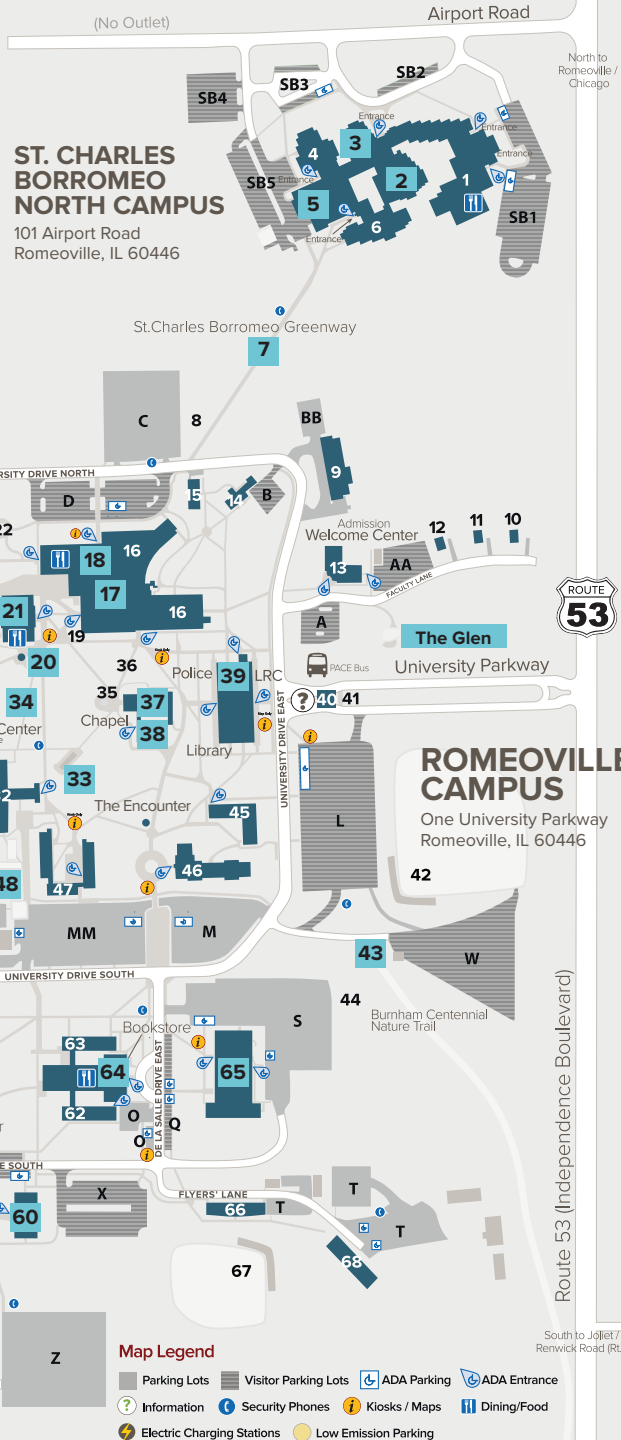 Airport Road
(No Outlet)
North to
Romeoville /
Chicago
SB2
SB3
SB4
Entrance
Entrance
3
4
Entrance
ST. CHARLES
BORROMEO
NORTH CAMPUS
SB5
Entrance
2
1
5
SB1
6
101 Airport Road
Romeoville, IL 60446
Entrance
St.Charles Borromeo Greenway
7
C
8
BB
RSITY DRIVE NORTH
9
D
15
14
B
22
Admission
Welcome Center
12
11
10
18
16
13
AA
FACULTY LANE
17
ROUTE
53
21
16
A
19
The Glen
20
36
Police
39
LRC
PACE Bus
University Parkway
34
35
37
?
40
41
Chapel
Center
38
Library
UNIVERSITY DRIVE EAST
ROMEOVILLE
CAMPUS
33
2
The Encounter
45
L
One University Parkway
Romeoville, IL 60446
46
42
48
47
MM
M
43
W
UNIVERSITY DRIVE SOUTH
44
Burnham Centennial
Nature Trail
S
Bookstore
63
64
65
62
O
Q
O
DE LA SALLE DRIVE EAST
E SOUTH
X
FLYERS' LANE
T
60
66
T
T
68
67
Route 53 (Independence Boulevard)
South to Joliet /
Renwick Road (Rt.
Z
Map Legend
Parking Lots
Visitor Parking Lots
ADA Parking
ADA Entrance
? Information
Security Phones
i Kiosks / Maps
Dining/Food
Electric Charging Stations
Low Emission Parking